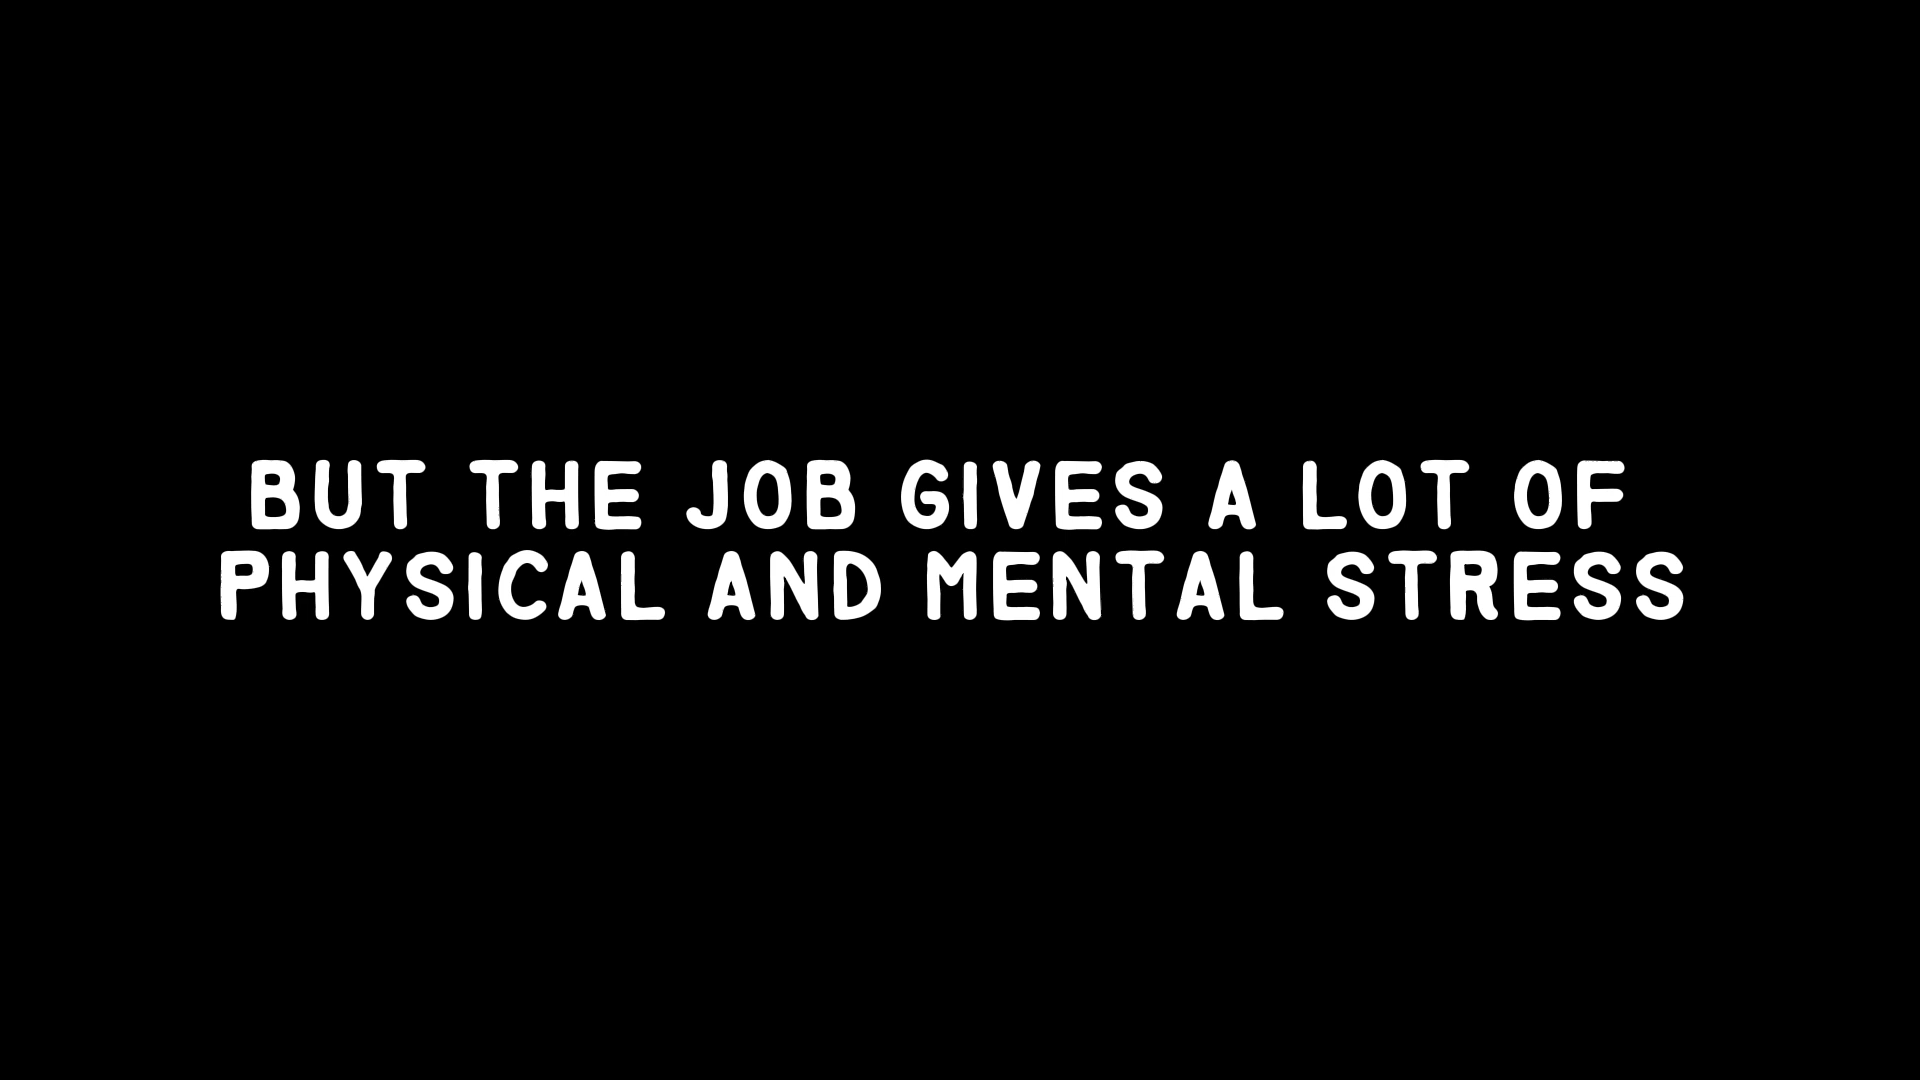 BUT THE JOB GIVES A LOT OF
PHYSICAL AND MENTAL STRESS